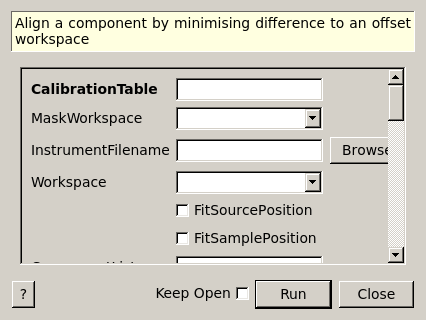 Align a component by minimising difference to an offset
workspace
CalibrationTable
MaskWorkspace
InstrumentFilename
Workspace
FitSourcePosition
FitSamplePosition
? Keep Open Run Close